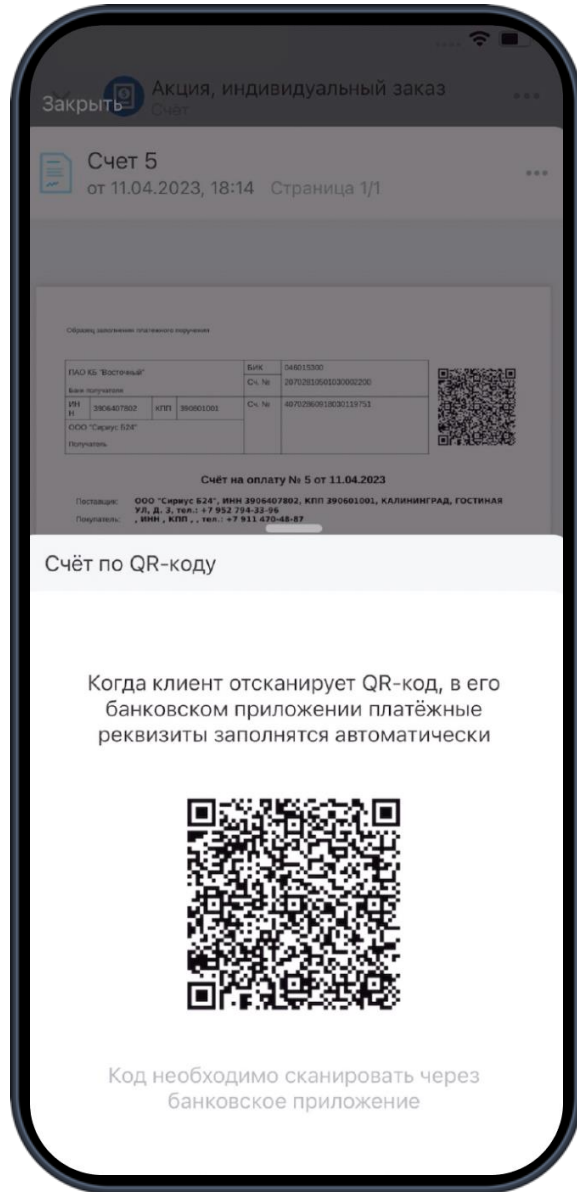 Закрыть
Акция, индивидуальный заказ
Счёт
Счет 5
от 11.04.2023, 18:14 Страница 1/1
Образец заполнения платежного поручения
ПАО КБ "Восточный"
БИК 046015300
Сч. № 20702810501030002200
Банк получателя
ИНН 3906407802 КПП 390601001 Сч. № 40702860918030119751
ООО "Сириус Б24"
Получатель
Счёт на оплату № 5 от 11.04.2023
Поставщик: ООО "Сириус Б24", ИНН 3906407802, КПП 390601001, КАЛИНИНГРАД, ГОСТИНАЯ
УЛ, Д. 3, тел.: +7 952 794-33-96
Покупатель: , ИНН , КПП , , тел.: +7 911 470-48-87
Счёт по QR-коду
Когда клиент отсканирует QR-код, в его
банковском приложении платёжные
реквизиты заполнятся автоматически
Код необходимо сканировать через
банковское приложение